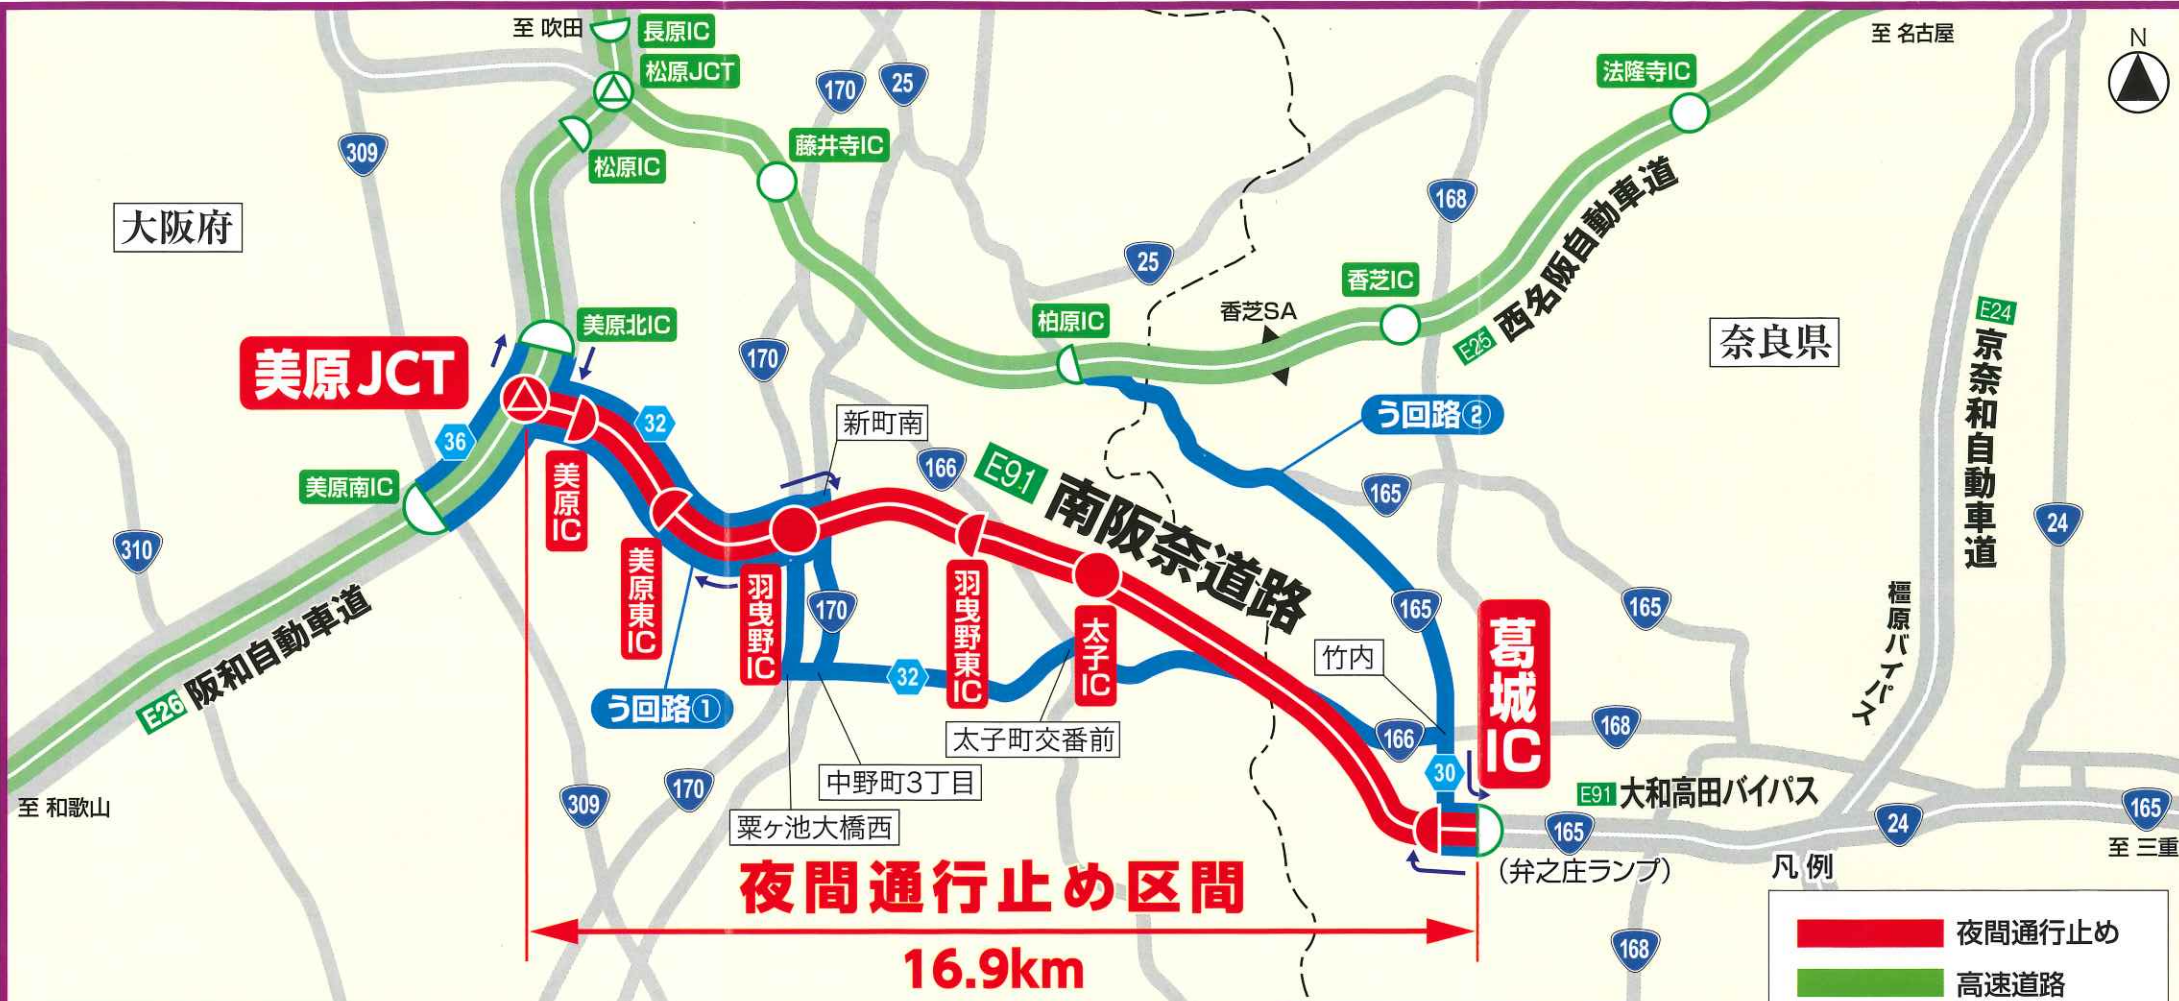 至 吹田
長原IC
松原JCT
松原IC
170
25
藤井寺IC
309
大阪府
至 名古屋
法隆寺IC
N
168
25
香芝IC
香芝SA
柏原IC
E25 西名阪自動車道
奈良県
E24
京奈和自動車道
美原北IC
美原JCT
170
36
32
新町南
う回路②
美原南IC
美原IC
166
E91 南阪奈道路
165
24
310
美原東IC
羽曳野IC
170
羽曳野東IC
太子IC
165
165
橿原バイパス
E26 阪和自動車道
う回路①
32
竹内
葛城IC
太子町交番前
166
168
中野町3丁目
30
粟ヶ池大橋西
至 和歌山
309
170
E91 大和高田バイパス
165
24
165
至 三重
(弁之庄ランプ)
夜間通行止め区間
16.9km
168
凡例
夜間通行止め
高速道路